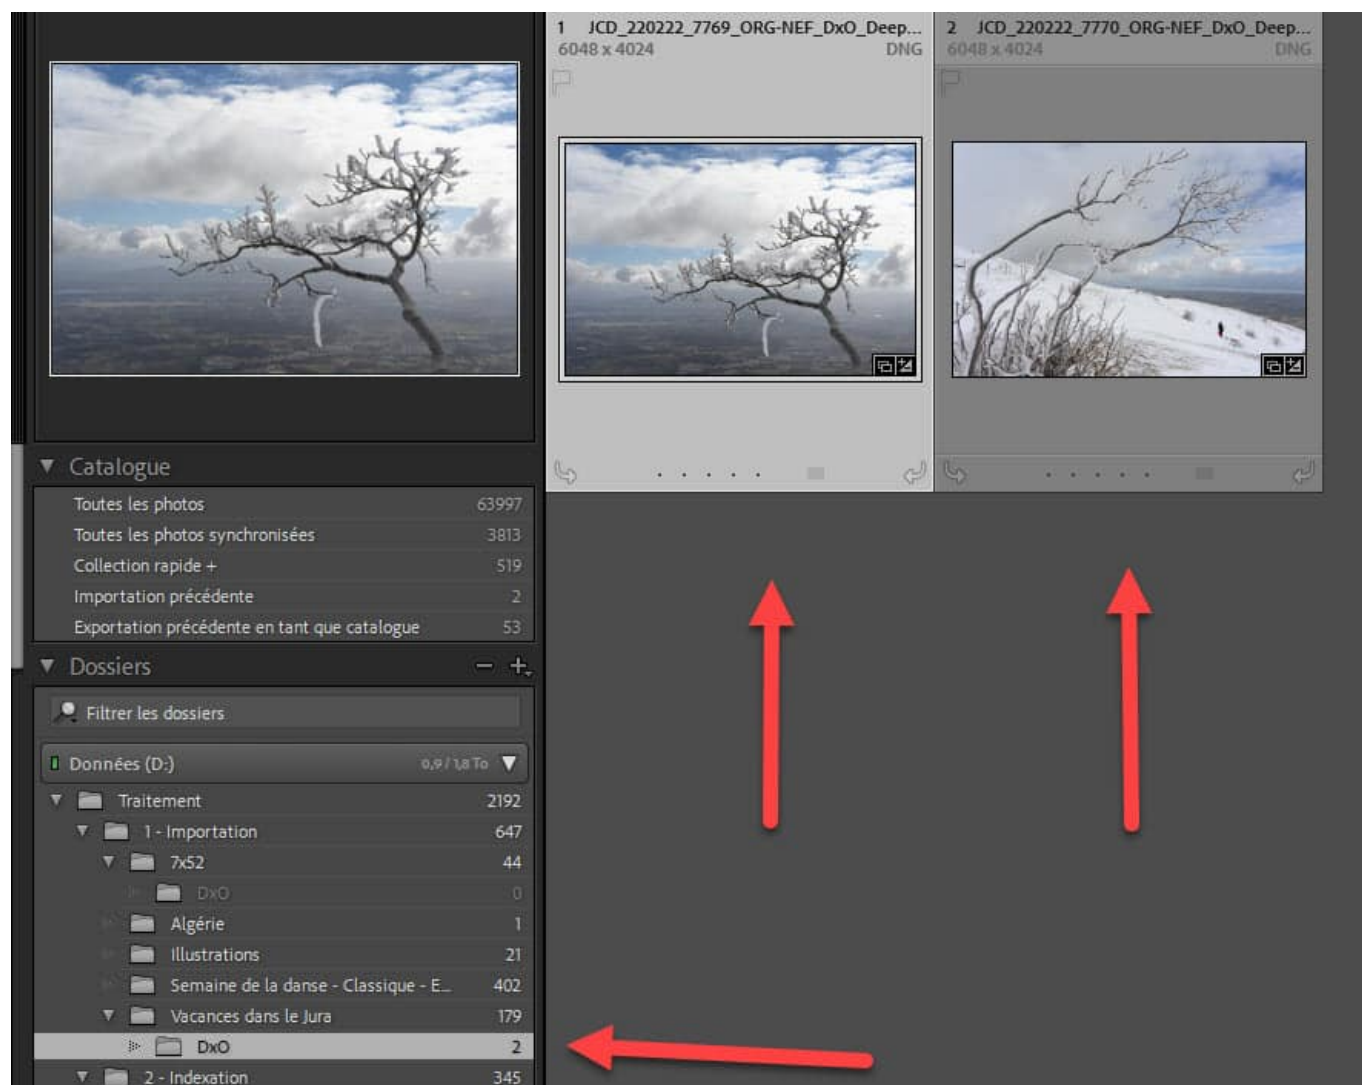 1 JCD_220222_7769_ORG-NEF_DxO_Deep...
6048 x 4024 DNG
2 JCD_220222_7770_ORG-NEF_DxO_Deep...
6048 x 4024 DNG
Catalogue
Toutes les photos 63997
Toutes les photos synchronisées 3813
Collection rapide + 519
Importation précédente 2
Exportation précédente en tant que catalogue 53
Dossiers
Filtrer les dossiers
Données (D:) 0,9 / 1,8 To
Traitement 2192
1 - Importation 647
7x52 44
DxO 0
Algérie 1
Illustrations 21
Semaine de la danse - Classique - E... 402
Vacances dans le Jura 179
DxO 2
2 - Indexation 345